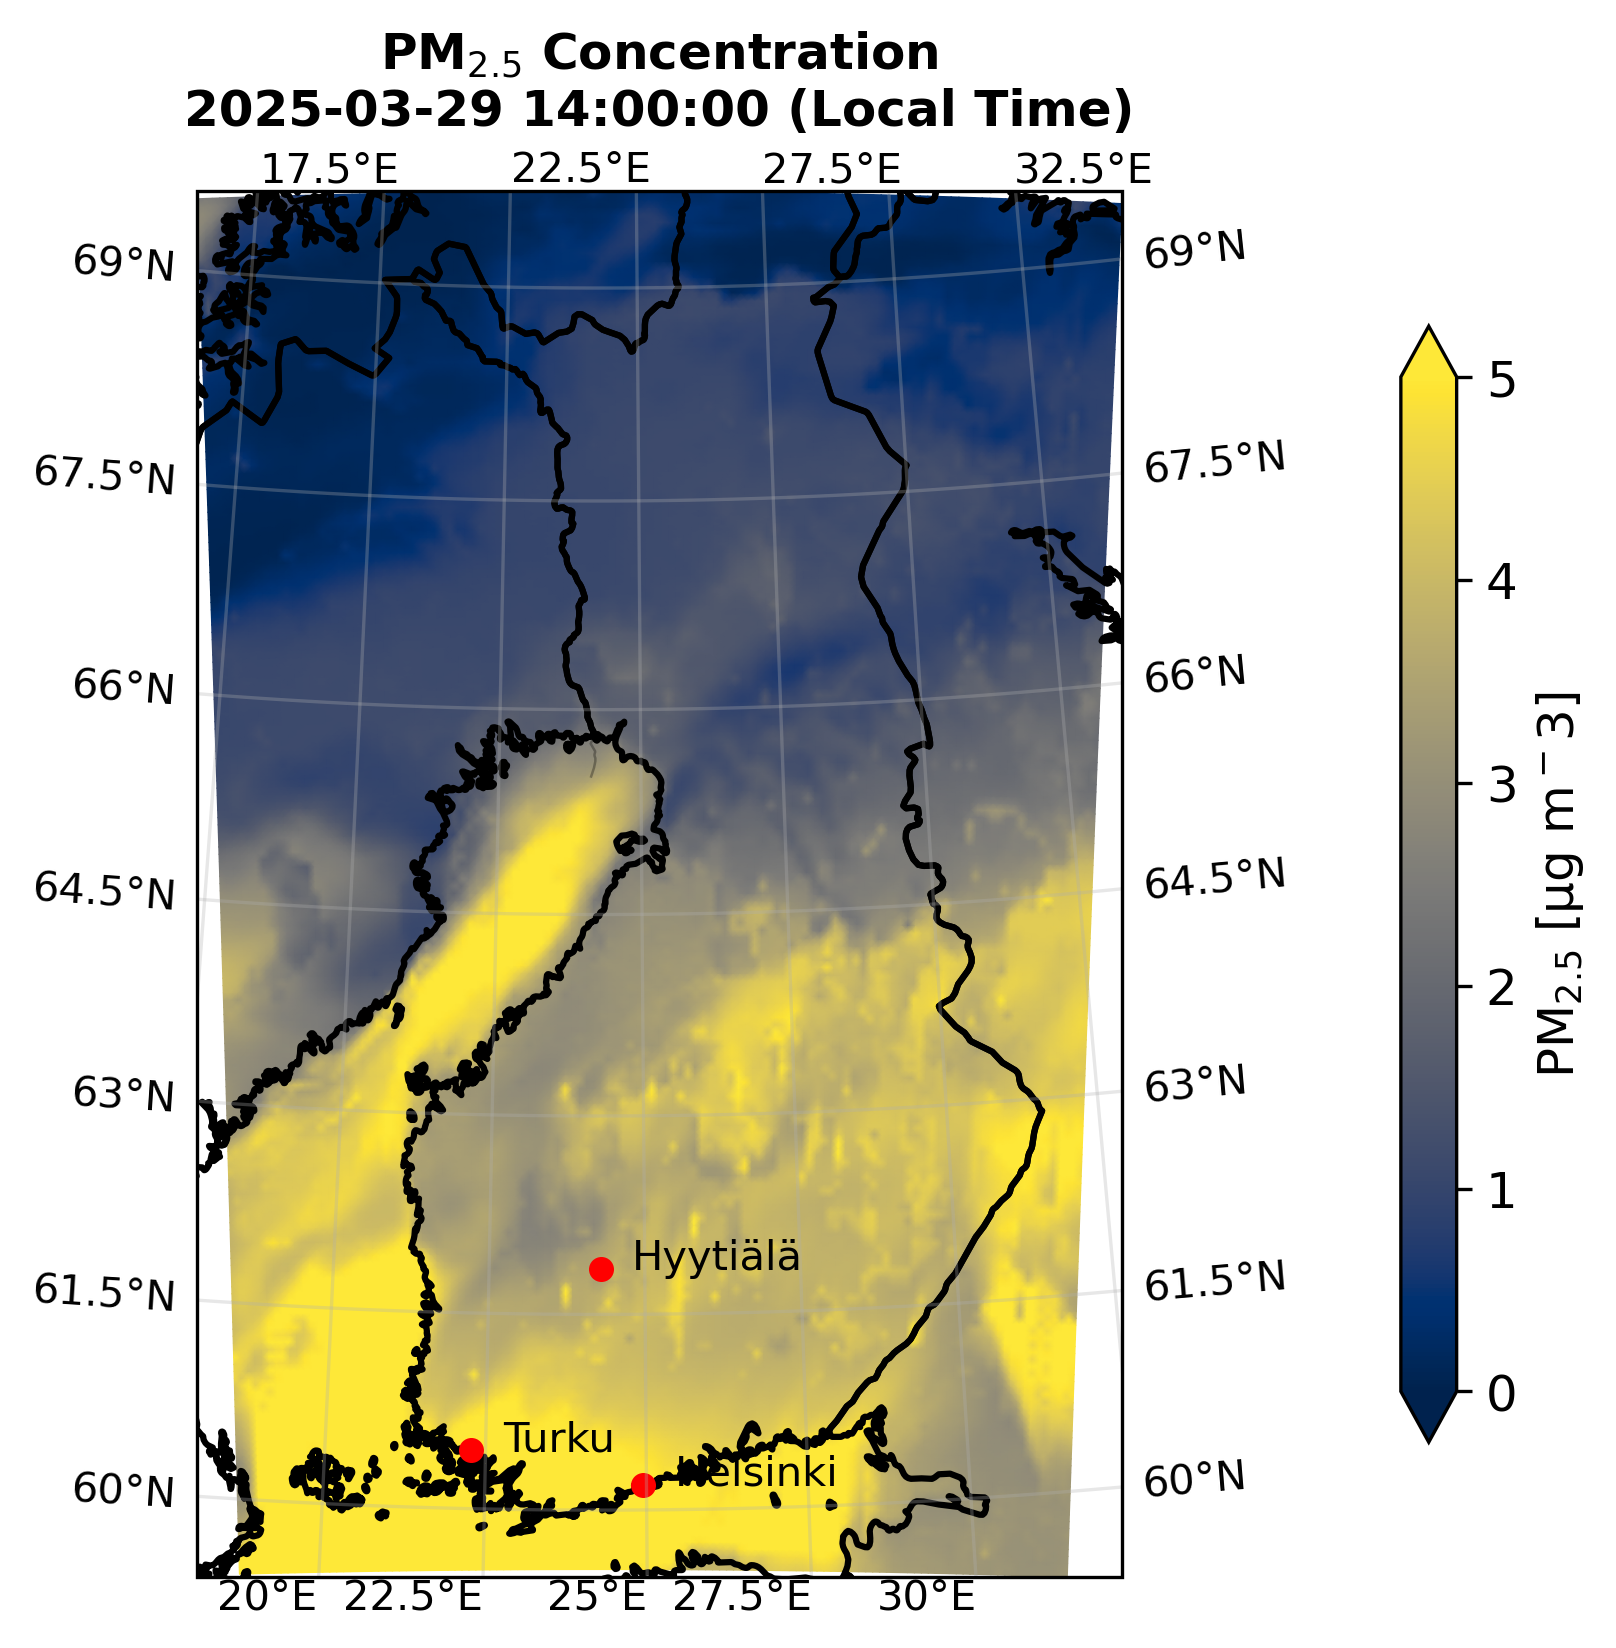 PM2.5 Concentration
2025-03-29 14:00:00 (Local Time)
17.5°E 22.5°E 27.5°E 32.5°E
69°N 69°N
67.5°N 67.5°N
66°N 66°N
64.5°N 64.5°N
63°N 63°N
61.5°N 61.5°N
60°N 60°N
Hyytiälä
Turku
Helsinki
20°E 22.5°E 25°E 27.5°E 30°E
5
4
3
2
1
0
PM2.5 [µg m⁻3]